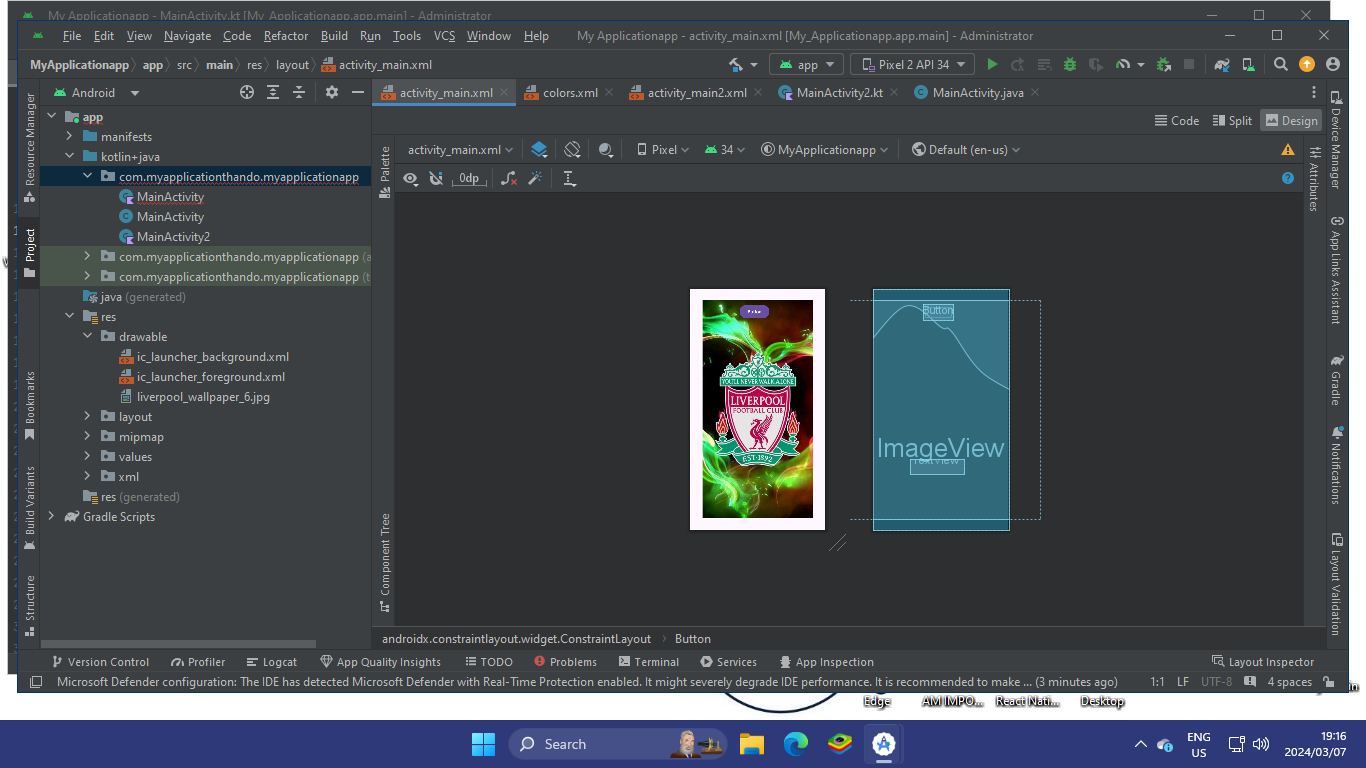 My Applicationapp - MainActivity.kt [My_Applicationapp.app.main] - Administrator
File Edit View Navigate Code Refactor Build Run Tools VCS Window Help My Applicationapp - activity_main.xml [My_Applicationapp.app.main] - Administrator
MyApplicationapp app src main res layout activity_main.xml app Pixel 2 API 34
Android activity_main.xml colors.xml activity_main2.xml MainActivity2.kt MainActivity.java
Code Split Design
activity_main.xml Pixel 34 MyApplicationapp Default (en-us)
0dp
app
manifests
kotlin+java
com.myapplicationthando.myapplicationapp
MainActivity
MainActivity
MainActivity2
com.myapplicationthando.myapplicationapp (a
com.myapplicationthando.myapplicationapp (t
java (generated)
res
drawable
ic_launcher_background.xml
ic_launcher_foreground.xml
liverpool_wallpaper_6.jpg
layout
mipmap
values
xml
res (generated)
Gradle Scripts
Resource Manager
Project
Bookmarks
Build Variants
Structure
Palette
Component Tree
YOU'LL NEVER WALK ALONE
LIVERPOOL
FOOTBALL CLUB
EST·1892
Button
ImageView
TextView
Attributes
Device Manager
App Links Assistant
Gradle
Notifications
Layout Validation
androidx.constraintlayout.widget.ConstraintLayout Button
Version Control Profiler Logcat App Quality Insights TODO Problems Terminal Services App Inspection Layout Inspector
Microsoft Defender configuration: The IDE has detected Microsoft Defender with Real-Time Protection enabled. It might severely degrade IDE performance. It is recommended to make ... (3 minutes ago) 1:1 LF UTF-8 4 spaces
Edge AM IMPO... React Nati... Desktop
Search
ENG
US
19:16
2024/03/07